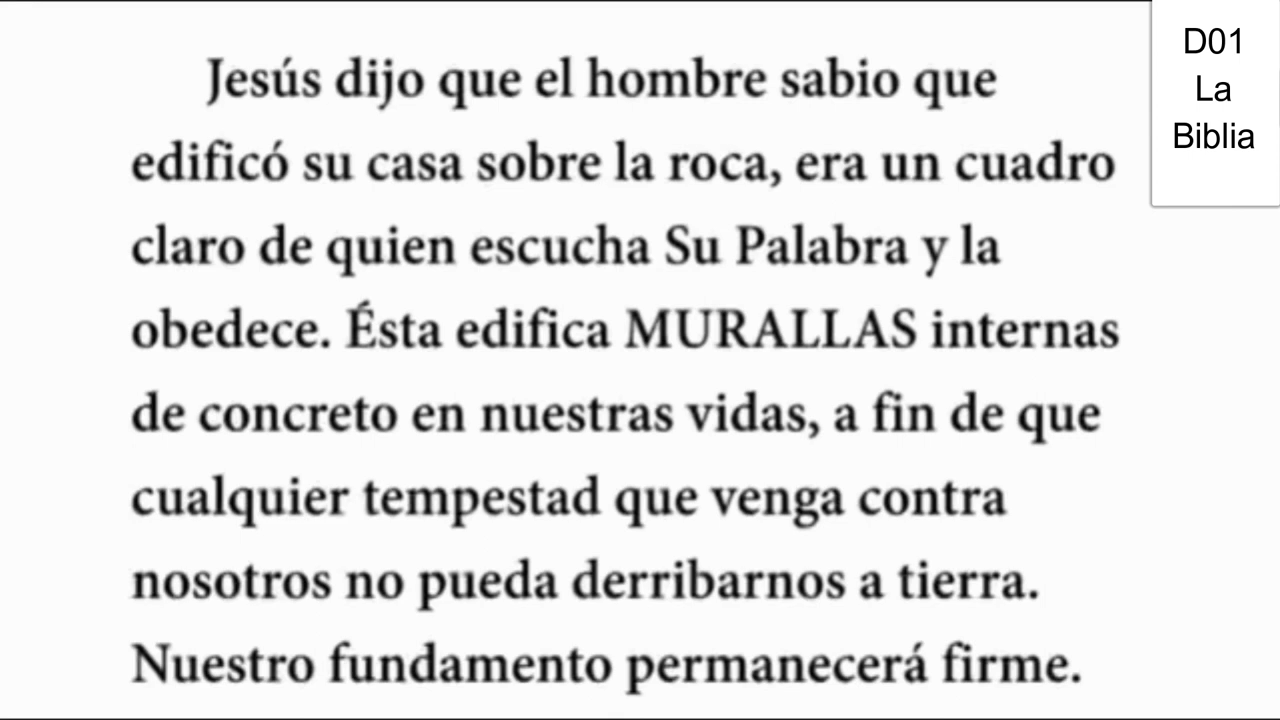 Jesús dijo que el hombre sabio que
edificó su casa sobre la roca, era un cuadro
claro de quien escucha Su Palabra y la
obedece. Ésta edifica MURALLAS internas
de concreto en nuestras vidas, a fin de que
cualquier tempestad que venga contra
nosotros no pueda derribarnos a tierra.
Nuestro fundamento permanecerá firme.
D01
La
Biblia